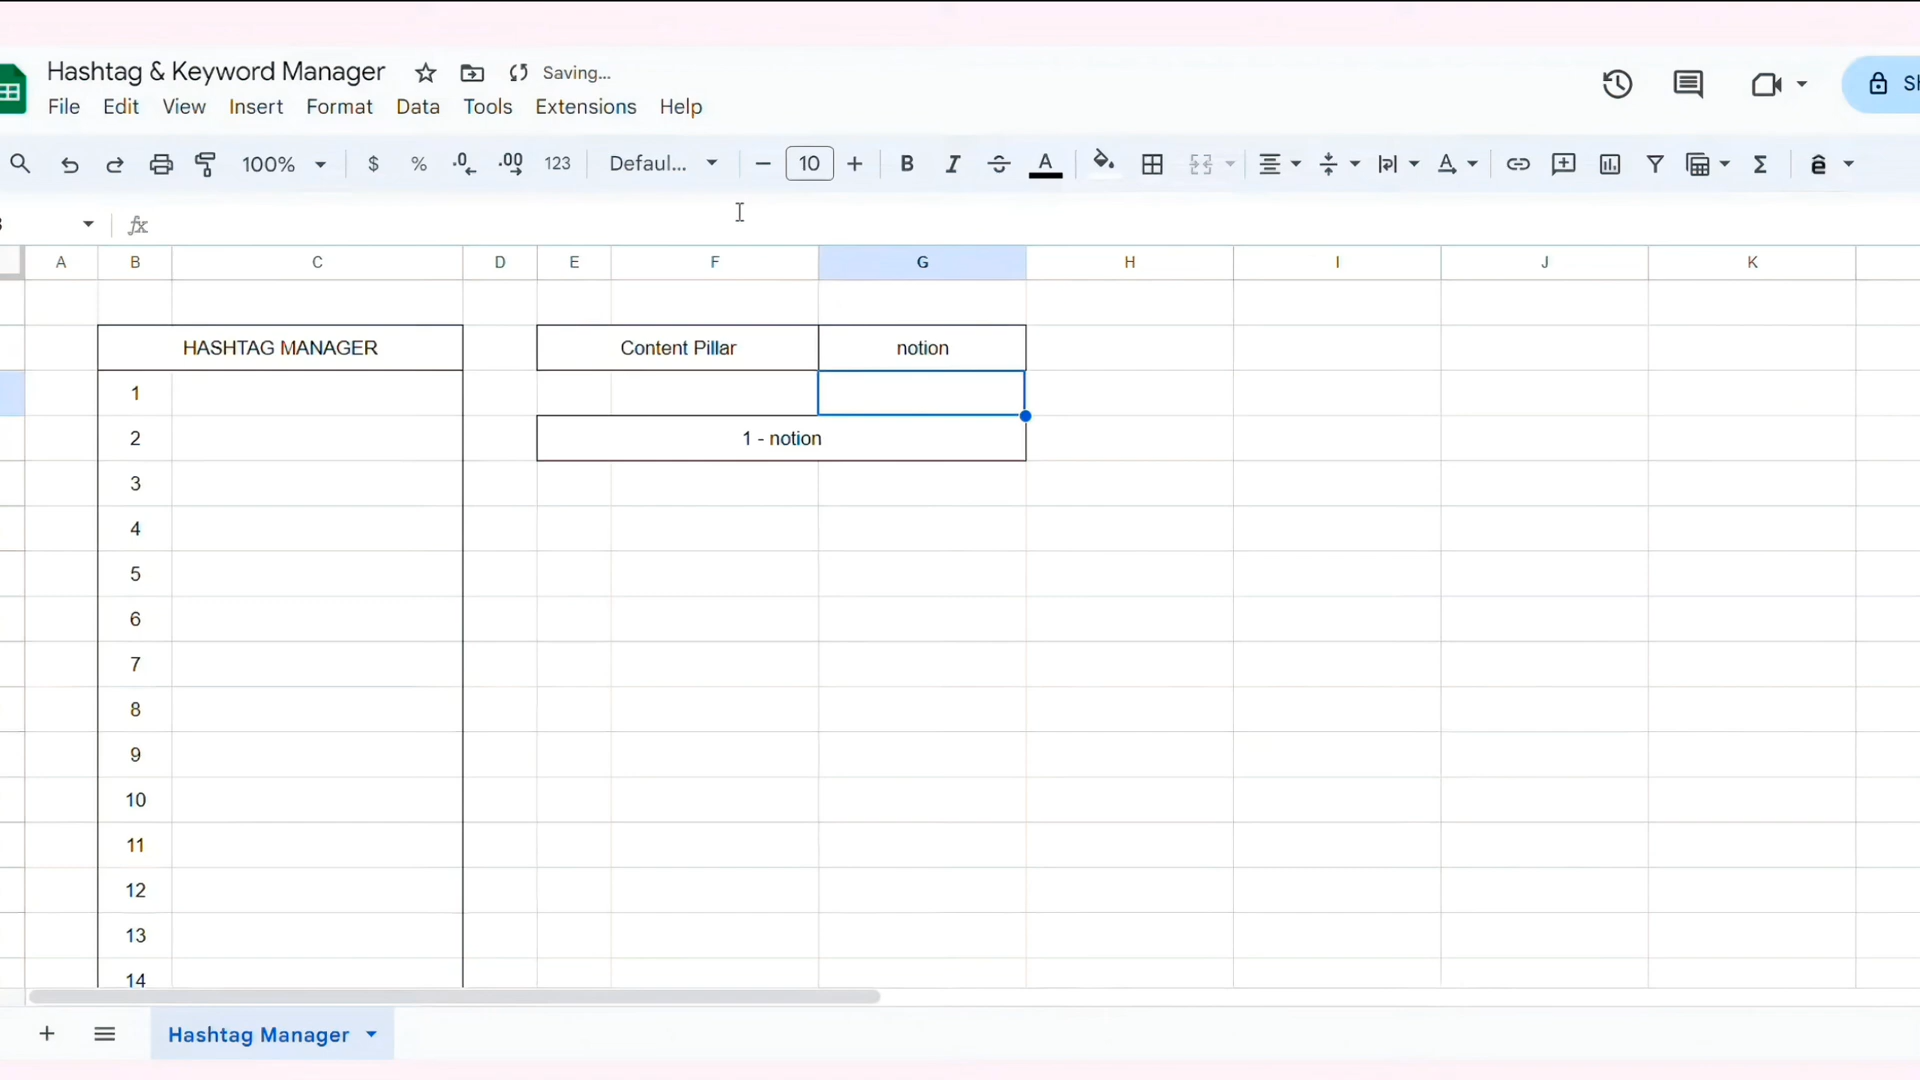 Hashtag & Keyword Manager Saving...
File Edit View Insert Format Data Tools Extensions Help
100% $ % .0 .00 123 Defaul... 10 B I A
fx
A B C D E F G H I J K
HASHTAG MANAGER Content Pillar notion
1
2 1 - notion
3
4
5
6
7
8
9
10
11
12
13
14
Hashtag Manager